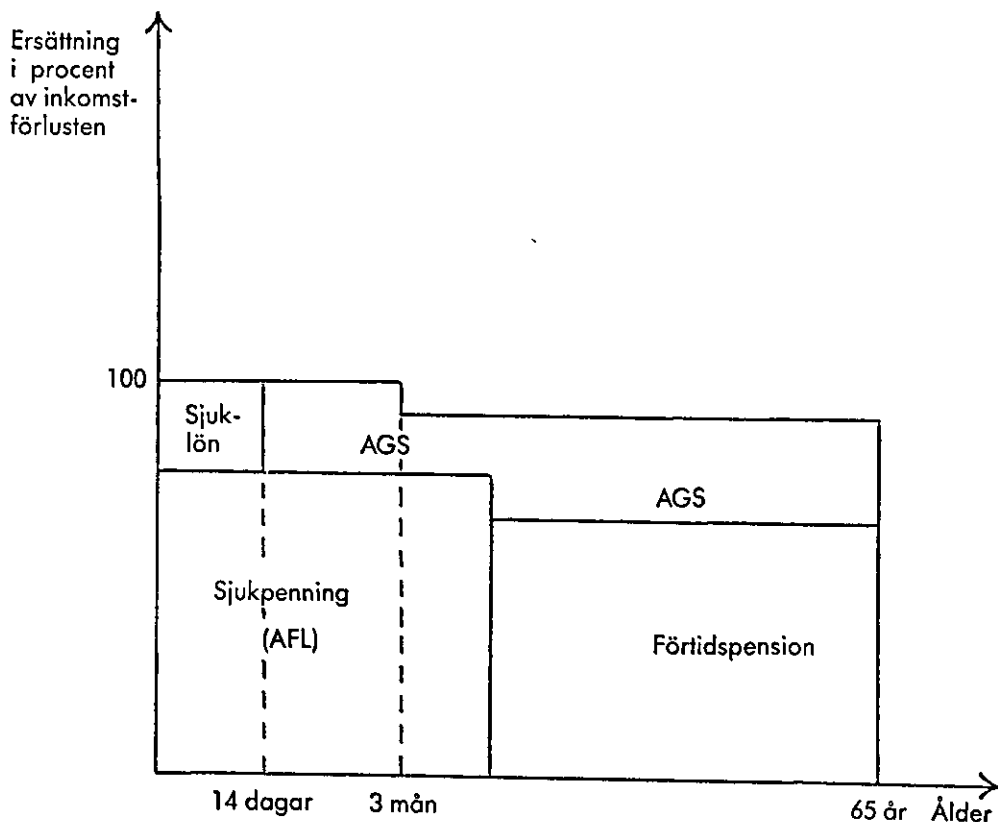 Ersättning
i procent
av inkomst-
förlusten
100
Sjuk-
lön
AGS
AGS
Sjukpenning
(AFL)
Förtidspension
14 dagar
3 mån
65 år
Ålder